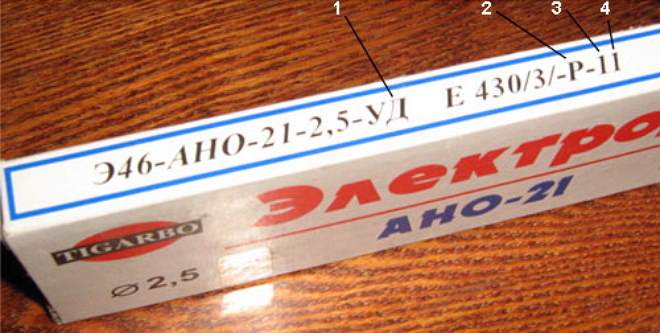 1 2 3 4
Э46-АНО-21-2,5-УД Е 430/3/-Р-11
Электро
АНО-21
TIGARBO
⌀ 2,5